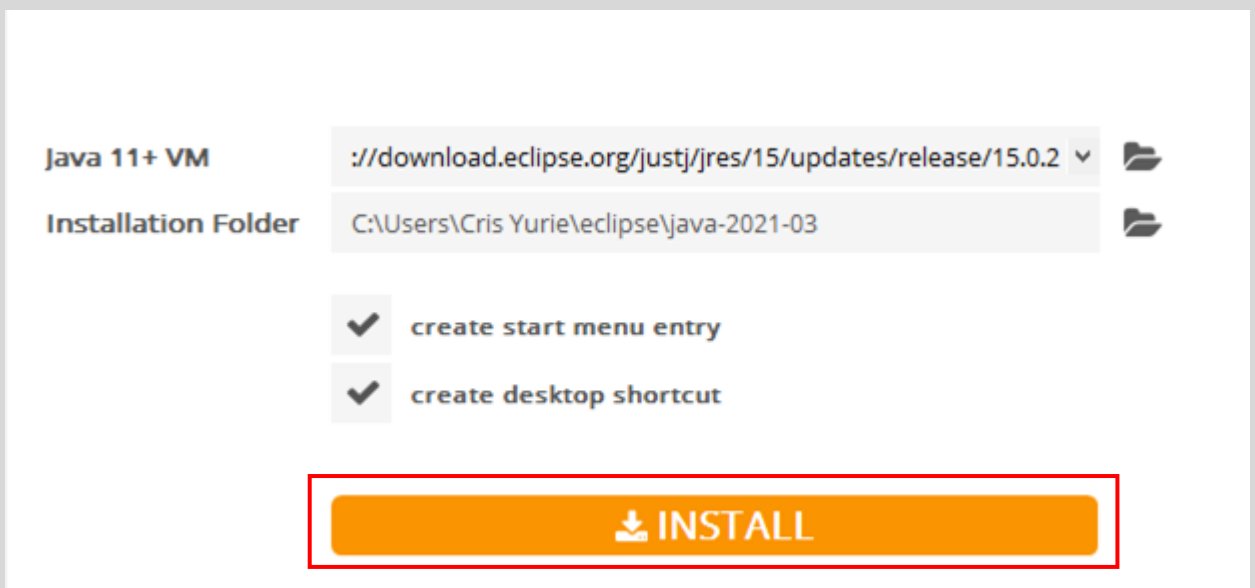 Java 11+ VM ://download.eclipse.org/justj/jres/15/updates/release/15.0.2
Installation Folder C:\Users\Cris Yurie\eclipse\java-2021-03
create start menu entry
create desktop shortcut
INSTALL